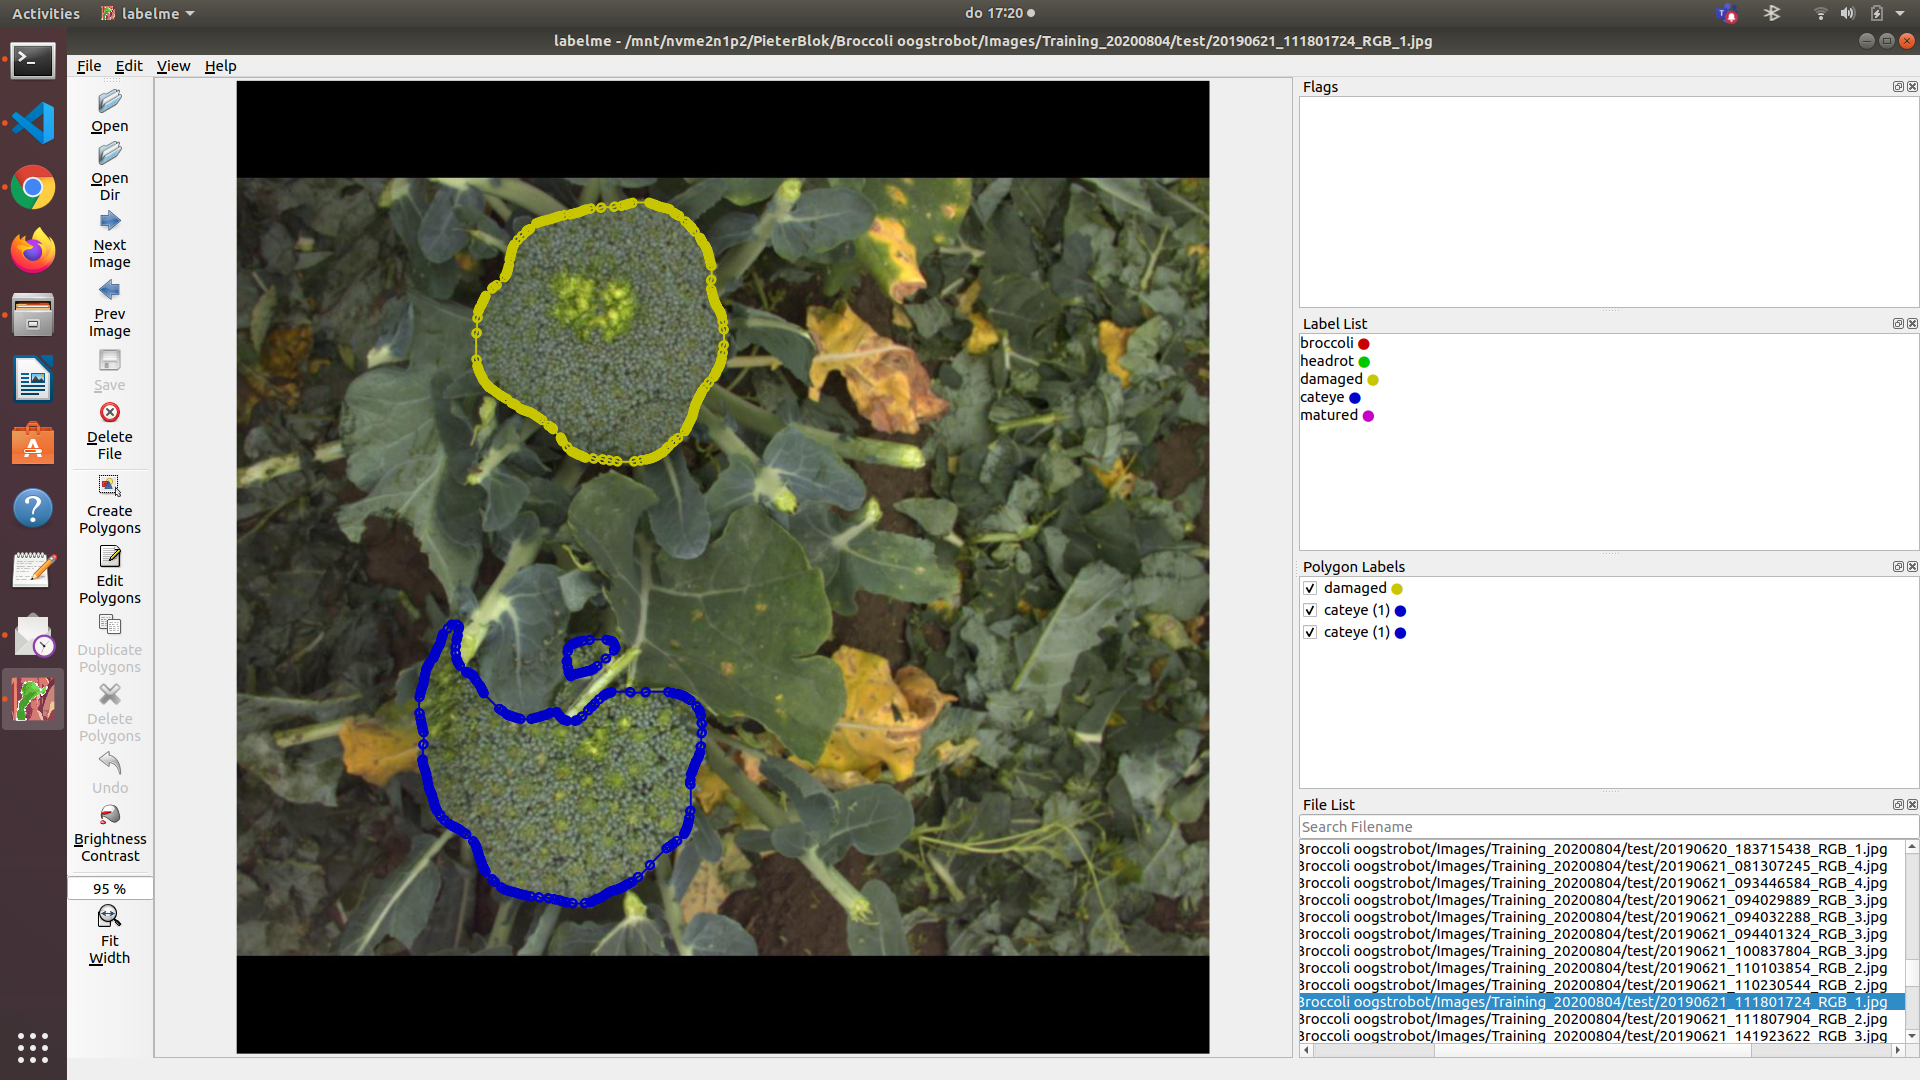 Activities
labelme
do 17:20
labelme - /mnt/nvme2n1p2/PieterBlok/Broccoli oogstrobot/Images/Training_20200804/test/20190621_111801724_RGB_1.jpg
File Edit View Help
Open
Open
Dir
Next
Image
Prev
Image
Save
Delete
File
Create
Polygons
Edit
Polygons
Duplicate
Polygons
Delete
Polygons
Undo
Brightness
Contrast
95 %
Fit
Width
Flags
Label List
broccoli
headrot
damaged
cateye
matured
Polygon Labels
damaged
cateye (1)
cateye (1)
File List
Search Filename
Broccoli oogstrobot/Images/Training_20200804/test/20190620_183715438_RGB_1.jpg
Broccoli oogstrobot/Images/Training_20200804/test/20190621_081307245_RGB_4.jpg
Broccoli oogstrobot/Images/Training_20200804/test/20190621_093446584_RGB_4.jpg
Broccoli oogstrobot/Images/Training_20200804/test/20190621_094029889_RGB_3.jpg
Broccoli oogstrobot/Images/Training_20200804/test/20190621_094032288_RGB_3.jpg
Broccoli oogstrobot/Images/Training_20200804/test/20190621_094401324_RGB_3.jpg
Broccoli oogstrobot/Images/Training_20200804/test/20190621_100837804_RGB_3.jpg
Broccoli oogstrobot/Images/Training_20200804/test/20190621_110103854_RGB_2.jpg
Broccoli oogstrobot/Images/Training_20200804/test/20190621_110230544_RGB_2.jpg
Broccoli oogstrobot/Images/Training_20200804/test/20190621_111801724_RGB_1.jpg
Broccoli oogstrobot/Images/Training_20200804/test/20190621_111807904_RGB_2.jpg
Broccoli oogstrobot/Images/Training_20200804/test/20190621_141923622_RGB_3.jpg